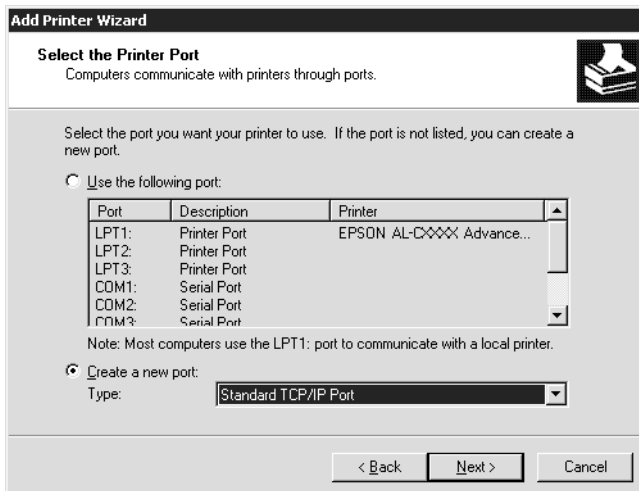 Add Printer Wizard
Select the Printer Port
Computers communicate with printers through ports.
Select the port you want your printer to use. If the port is not listed, you can create a
new port.
Use the following port:
Port Description Printer
LPT1: Printer Port EPSON AL-CXXXX Advance...
LPT2: Printer Port
LPT3: Printer Port
COM1: Serial Port
COM2: Serial Port
COM3: Serial Port
Note: Most computers use the LPT1: port to communicate with a local printer.
Create a new port:
Type: Standard TCP/IP Port
< Back Next > Cancel